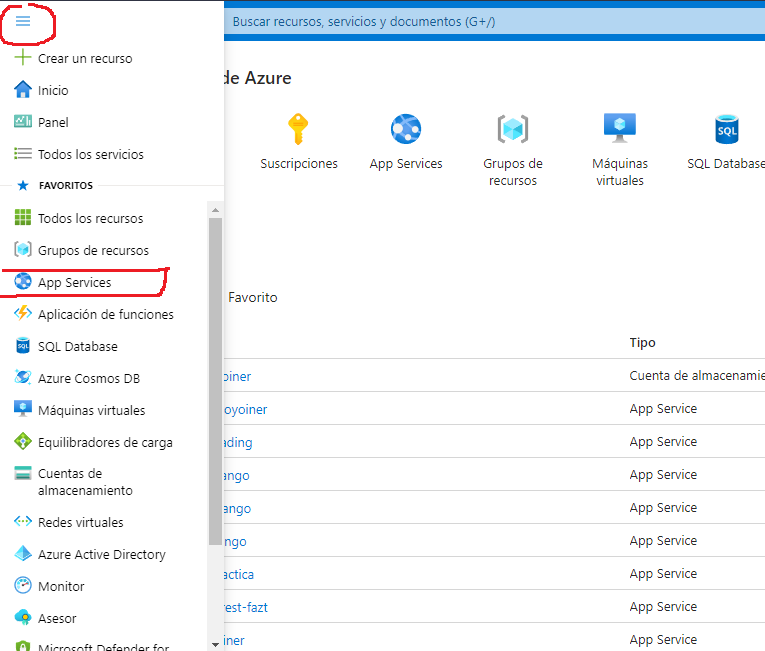 Buscar recursos, servicios y documentos (G+/)
Crear un recurso
Inicio
Panel
Todos los servicios
FAVORITOS
Todos los recursos
Grupos de recursos
App Services
Aplicación de funciones
SQL Database
Azure Cosmos DB
Máquinas virtuales
Equilibradores de carga
Cuentas de
almacenamiento
Redes virtuales
Azure Active Directory
Monitor
Asesor
Microsoft Defender for
de Azure
Suscripciones
App Services
Grupos de
recursos
Máquinas
virtuales
SQL
SQL Database
Favorito
Tipo
oiner Cuenta de almacenamie
oyoiner App Service
ading App Service
ango App Service
ango App Service
ngo App Service
actica App Service
rest-fazt App Service
iner App Service